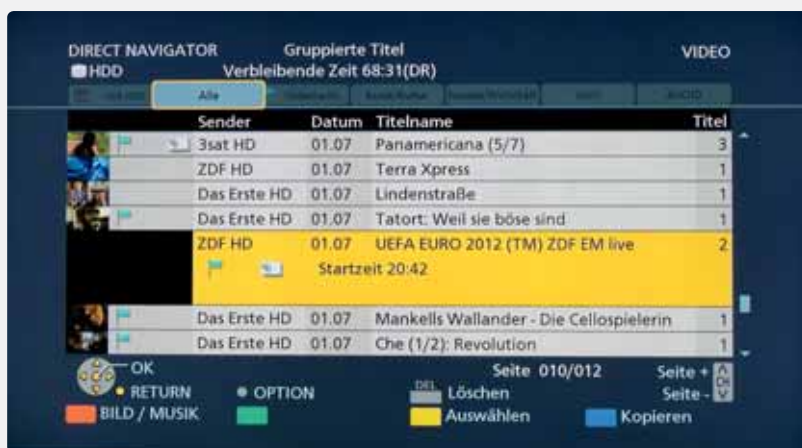 DIRECT NAVIGATOR Gruppierte Titel VIDEO
HDD Verbleibende Zeit 68:31(DR)
Alle
Sender Datum Titelname Titel
3sat HD 01.07 Panamericana (5/7) 3
ZDF HD 01.07 Terra Xpress 1
Das Erste HD 01.07 Lindenstraße 1
Das Erste HD 01.07 Tatort: Weil sie böse sind 1
ZDF HD 01.07 UEFA EURO 2012 (TM) ZDF EM live 2
Startzeit 20:42
Das Erste HD 01.07 Mankells Wallander - Die Cellospielerin 1
Das Erste HD 01.07 Che (1/2): Revolution 1
OK Seite 010/012 Seite +
CH
RETURN OPTION DEL Löschen Seite -
BILD / MUSIK Auswählen Kopieren